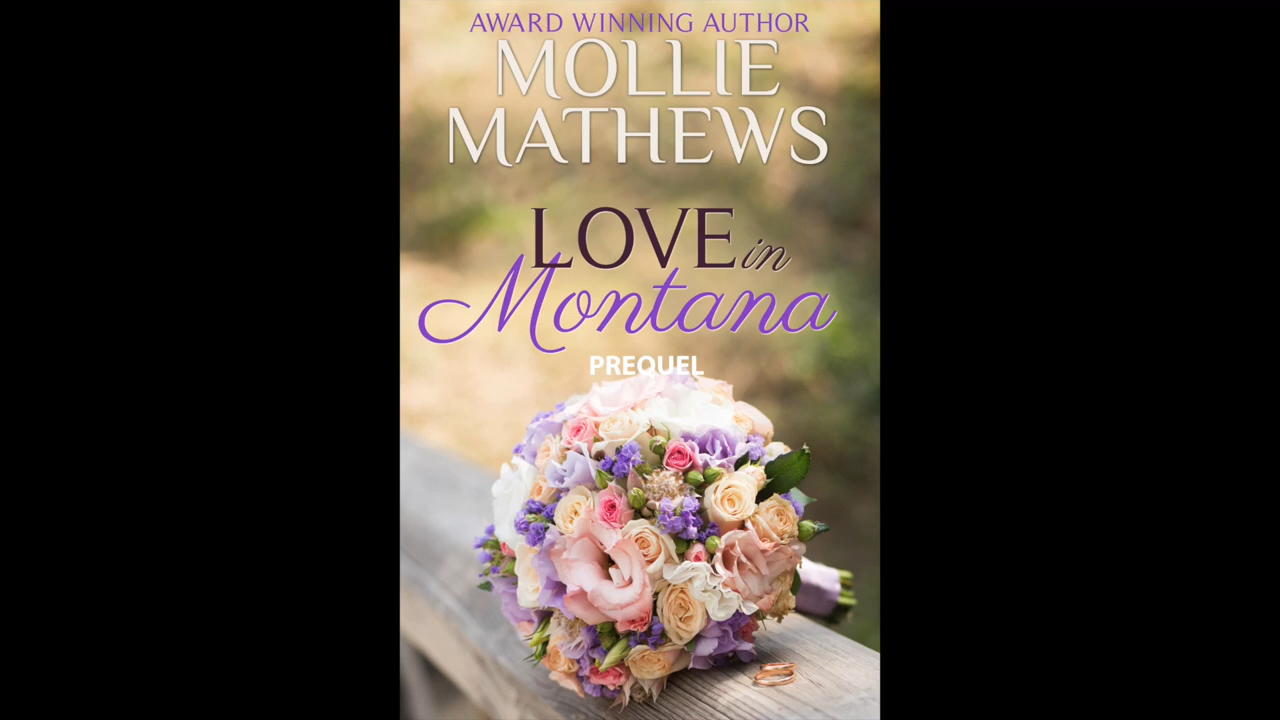 AWARD WINNING AUTHOR
MOLLIE
MATHEWS
LOVE in
Montana
PREQUEL